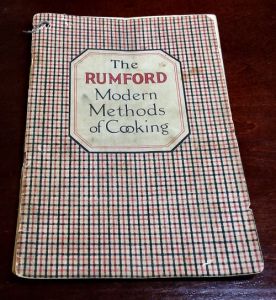 The
RUMFORD
Modern
Methods
of Cooking